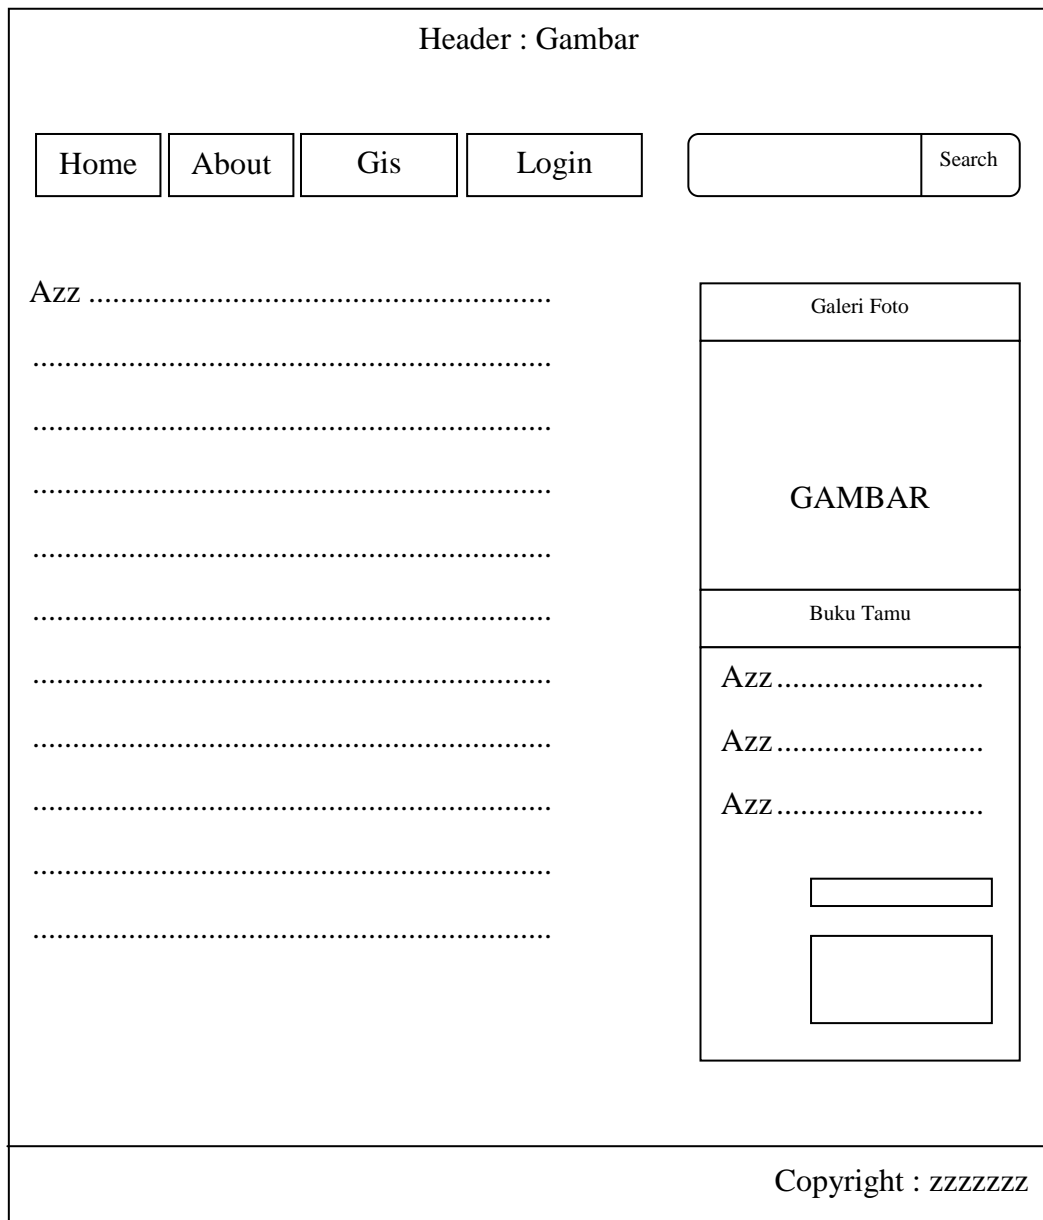 Header : Gambar
Home About Gis Login Search
Azz ..........................................................
.................................................................
.................................................................
.................................................................
.................................................................
.................................................................
.................................................................
.................................................................
.................................................................
.................................................................
.................................................................
Galeri Foto
GAMBAR
Buku Tamu
Azz..........................
Azz..........................
Azz..........................
Copyright : zzzzzzz